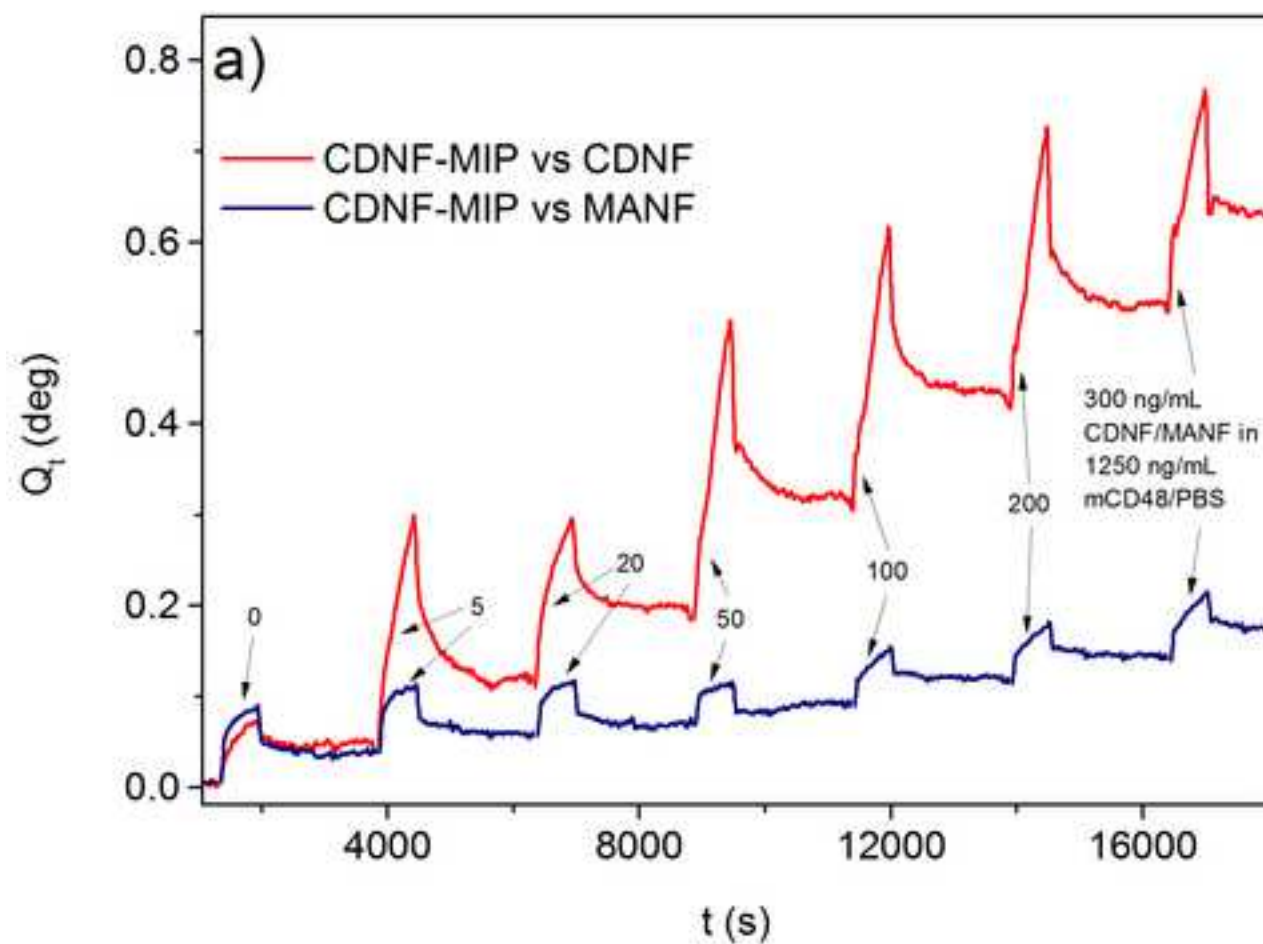 a)
CDNF-MIP vs CDNF
CDNF-MIP vs MANF
0.8
0.6
0.4
0.2
0.0
Qt (deg)
0
5
20
50
100
200
300 ng/mL
CDNF/MANF in
1250 ng/mL
mCD48/PBS
4000
8000
12000
16000
t (s)